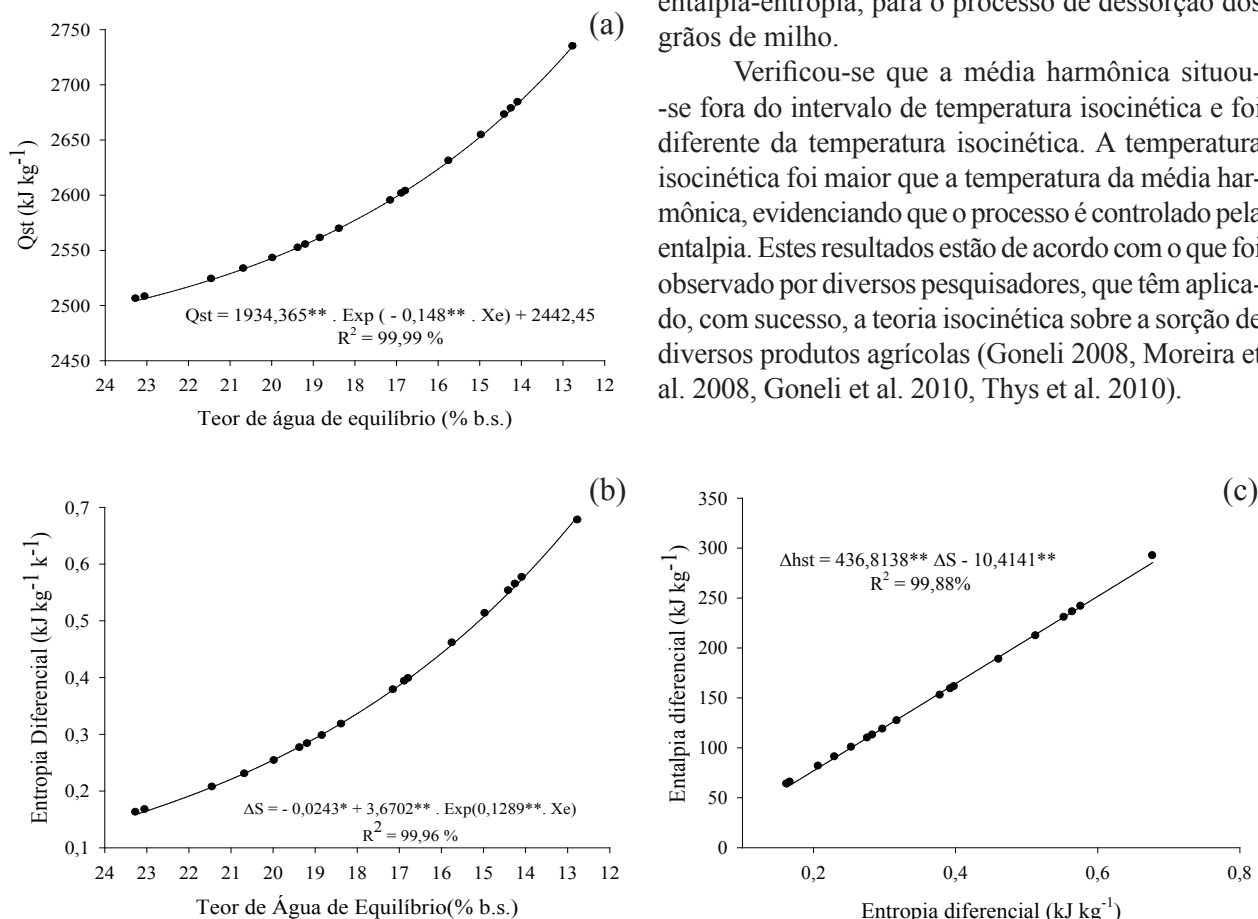 (a)
2750
2700
2650
2600
2550
2500
2450
Qst (kJ kg-1)
Qst = 1934,365** . Exp ( - 0,148** . Xe) + 2442,45
R2 = 99,99 %
24 23 22 21 20 19 18 17 16 15 14 13 12
Teor de água de equilíbrio (% b.s.)
entalpia-entropia, para o processo de dessorção dos
grãos de milho.
Verificou-se que a média harmônica situou-
-se fora do intervalo de temperatura isocinética e foi
diferente da temperatura isocinética. A temperatura
isocinética foi maior que a temperatura da média har-
mônica, evidenciando que o processo é controlado pela
entalpia. Estes resultados estão de acordo com o que foi
observado por diversos pesquisadores, que têm aplica-
do, com sucesso, a teoria isocinética sobre a sorção de
diversos produtos agrícolas (Goneli 2008, Moreira et
al. 2008, Goneli et al. 2010, Thys et al. 2010).
(b)
0,7
0,6
0,5
0,4
0,3
0,2
0,1
Entropia Diferencial (kJ kg-1 k-1)
ΔS = - 0,0243* + 3,6702** . Exp(0,1289**. Xe)
R2 = 99,96 %
24 23 22 21 20 19 18 17 16 15 14 13 12
Teor de Água de Equilíbrio(% b.s.)
(c)
350
300
250
200
150
100
50
0
Entalpia diferencial (kJ kg-1)
Δhst = 436,8138** ΔS - 10,4141**
R2 = 99,88%
0,2 0,4 0,6 0,8
Entropia diferencial (kJ kg-1)